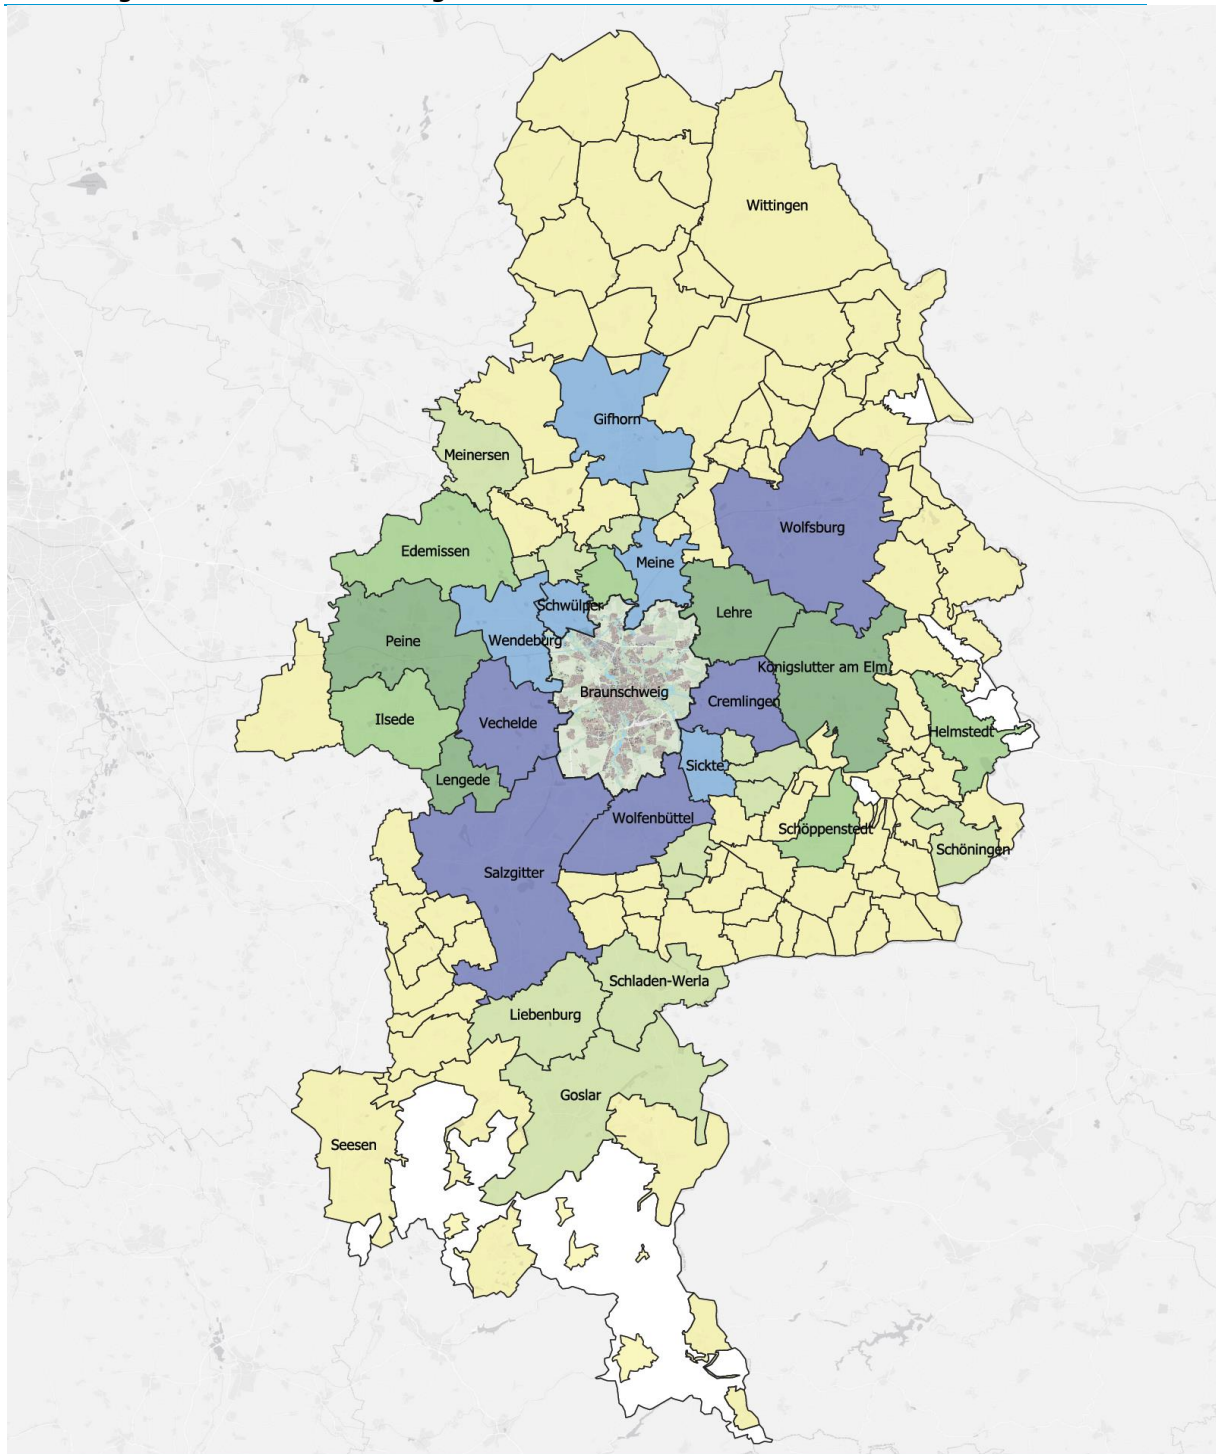 Wittingen
Gifhorn
Meinersen
Wolfsburg
Edemissen
Meine
Schwülper
Lehre
Peine
Wendeburg
Königslutter am Elm
Braunschweig
Cremlingen
Ilsede
Vechelde
Helmstedt
Sickte
Lengede
Wolfenbüttel
Schöppenstedt
Schöningen
Salzgitter
Schladen-Werla
Liebenburg
Goslar
Seesen